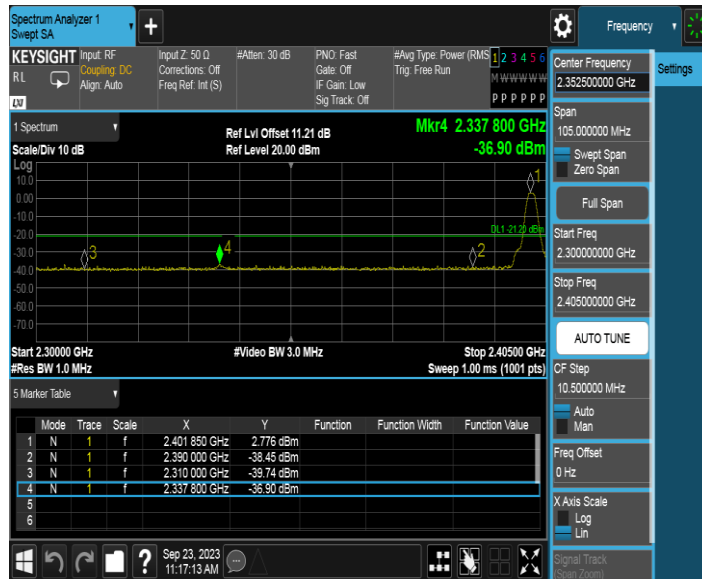 Spectrum Analyzer 1
Swept SA
+
Frequency
KEYSIGHT
RL
LXI
Input: RF
Coupling: DC
Align: Auto
Input Z: 50 Ω
Corrections: Off
Freq Ref: Int (S)
#Atten: 30 dB
PNO: Fast
Gate: Off
IF Gain: Low
Sig Track: Off
#Avg Type: Power (RMS
Trig: Free Run
1 2 3 4 5 6
M W W W W W
P P P P P P
1 Spectrum
Scale/Div 10 dB
Ref Lvl Offset 11.21 dB
Ref Level 20.00 dBm
Mkr4 2.337 800 GHz
-36.90 dBm
Log
10.0
0.00
-10.0
-20.0
-30.0
-40.0
-50.0
-60.0
-70.0
1
DL1 -21.20 dBm
3
4
2
Start 2.30000 GHz
#Res BW 1.0 MHz
#Video BW 3.0 MHz
Stop 2.40500 GHz
Sweep 1.00 ms (1001 pts)
5 Marker Table
Mode Trace Scale X Y Function Function Width Function Value
1 N 1 f 2.401 850 GHz 2.776 dBm
2 N 1 f 2.390 000 GHz -38.45 dBm
3 N 1 f 2.310 000 GHz -39.74 dBm
4 N 1 f 2.337 800 GHz -36.90 dBm
5
6
?
Sep 23, 2023
11:17:13 AM
Settings
Center Frequency
2.352500000 GHz
Span
105.000000 MHz
Swept Span
Zero Span
Full Span
Start Freq
2.300000000 GHz
Stop Freq
2.405000000 GHz
AUTO TUNE
CF Step
10.500000 MHz
Auto
Man
Freq Offset
0 Hz
X Axis Scale
Log
Lin
Signal Track
(Span Zoom)